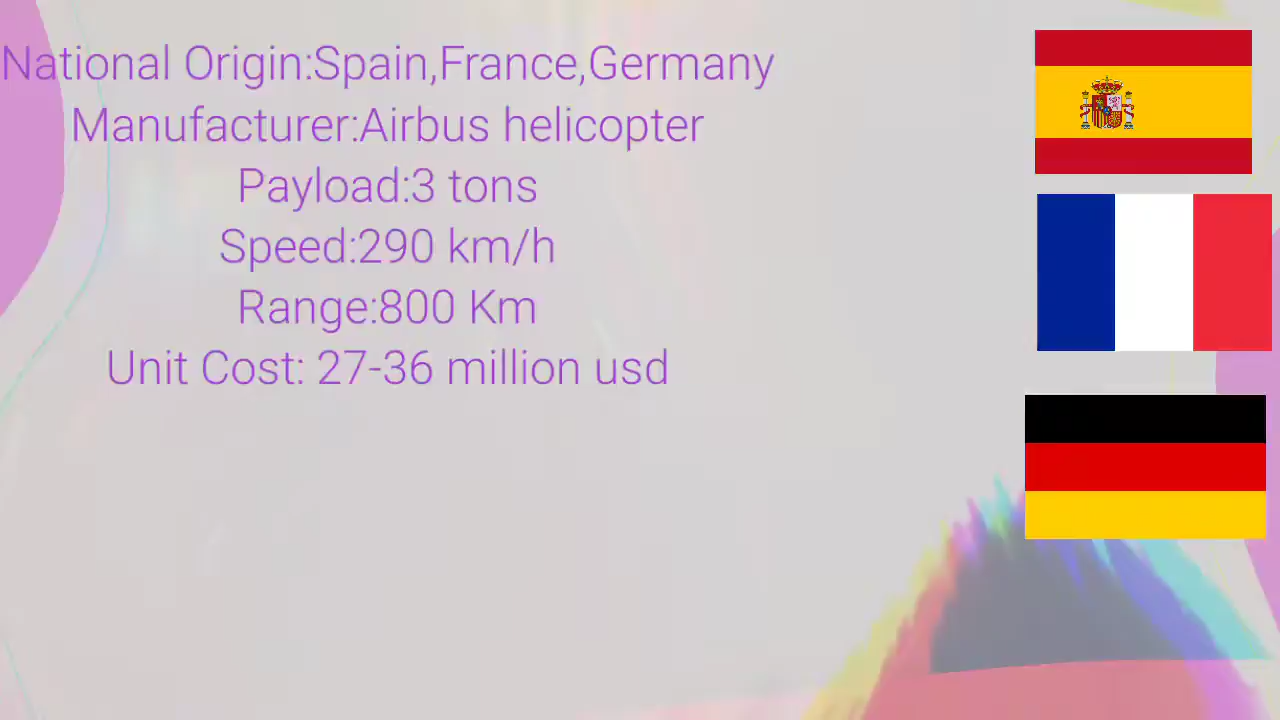 National Origin:Spain,France,Germany
Manufacturer:Airbus helicopter
Payload:3 tons
Speed:290 km/h
Range:800 Km
Unit Cost: 27-36 million usd